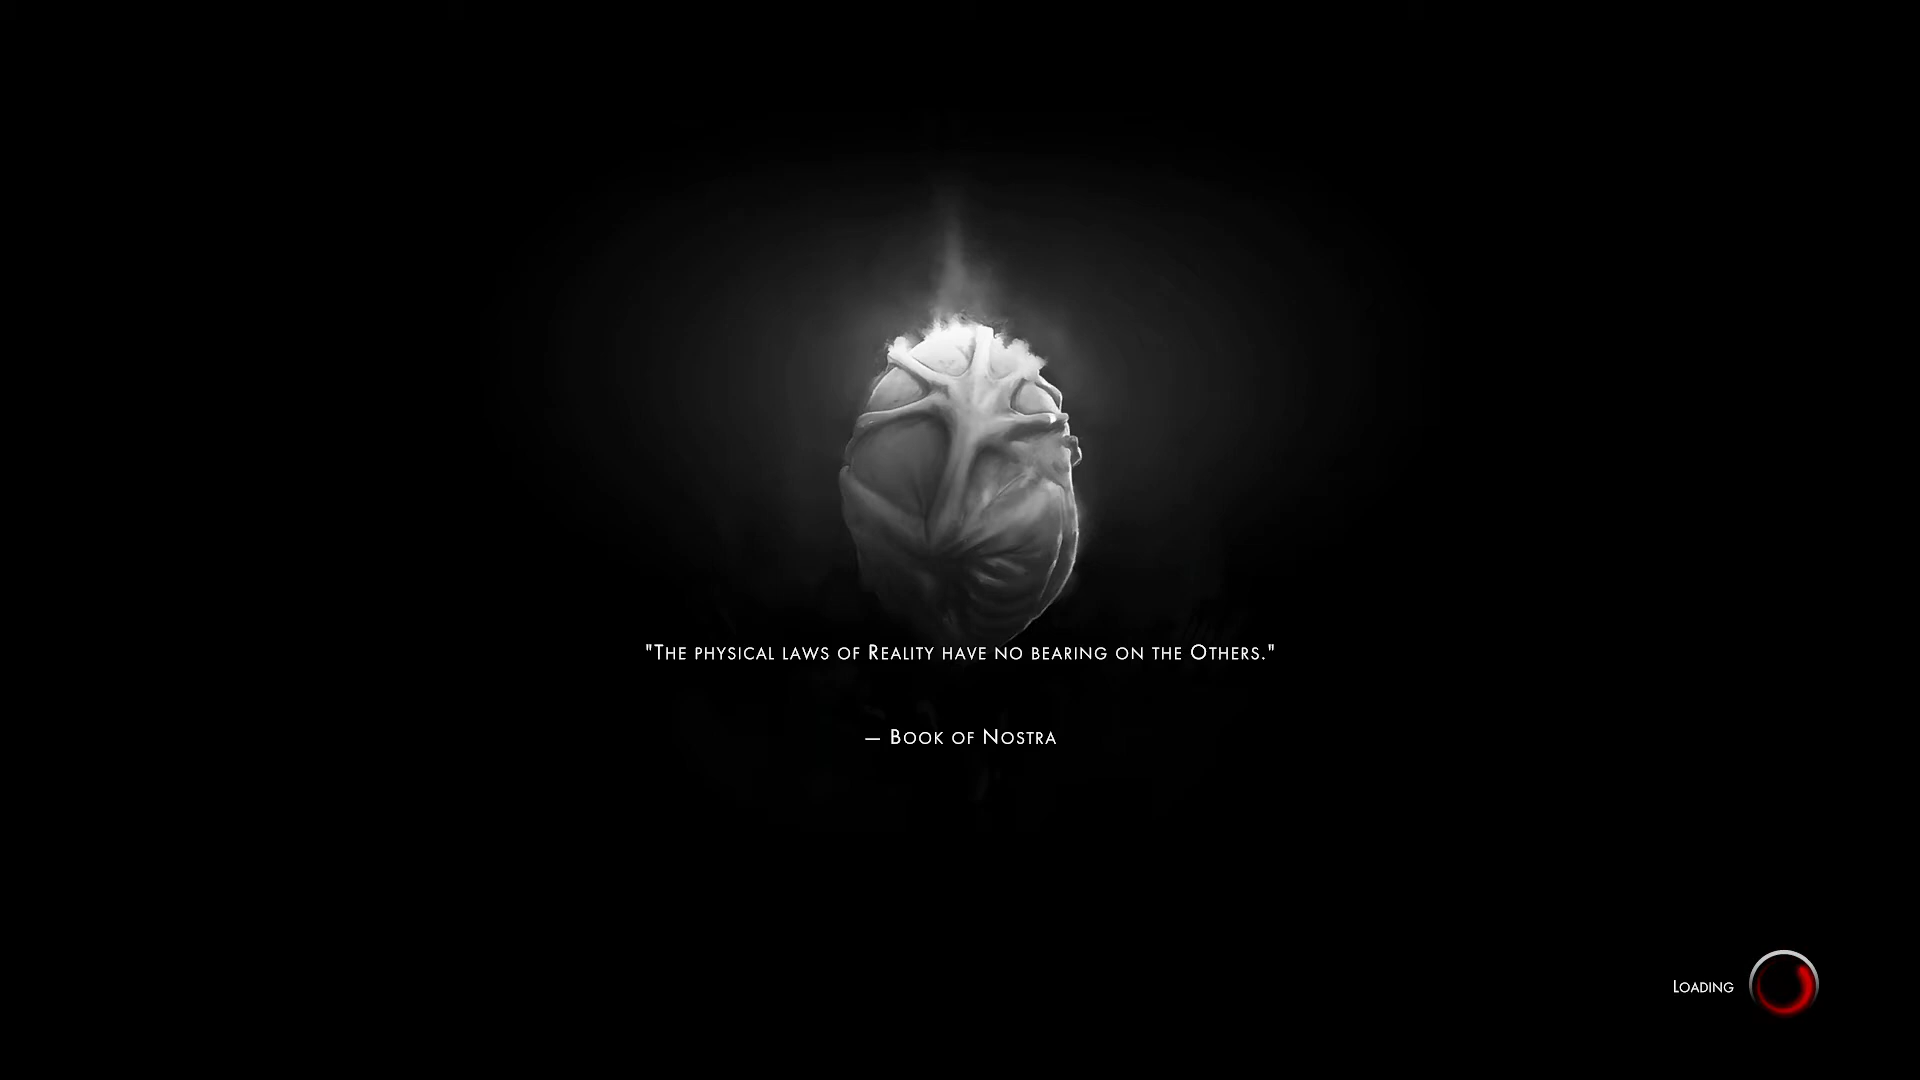 "The physical laws of Reality have no bearing on the Others."
— Book of Nostra
Loading